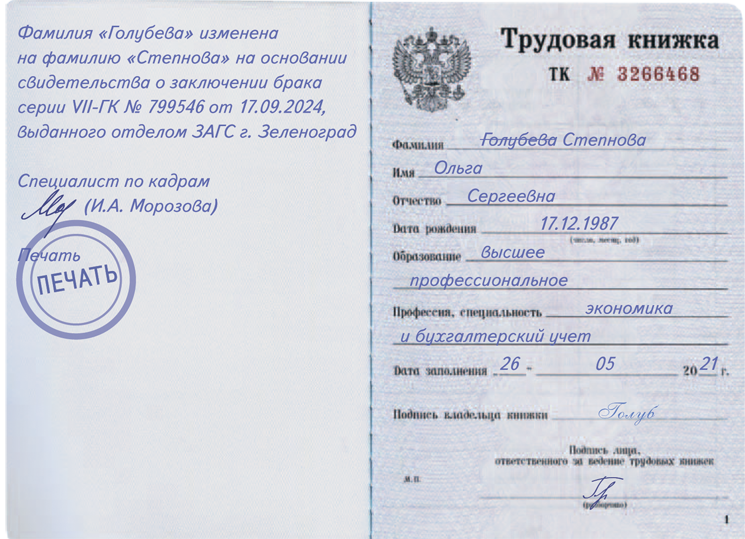 Фамилия «Голубева» изменена
на фамилию «Степнова» на основании
свидетельства о заключении брака
серии VII-ГК № 799546 от 17.09.2024,
выданного отделом ЗАГС г. Зеленоград
Специалист по кадрам
(И.А. Морозова)
Печать
ПЕЧАТЬ
Трудовая книжка
ТК № 3266468
Фамилия Голубева Степнова
Имя Ольга
Отчество Сергеевна
Дата рождения 17.12.1987
(число, месяц, год)
Образование высшее
профессиональное
Профессия, специальность экономика
и бухгалтерский учет
Дата заполнения 26 - 05 2021 г.
Подпись владельца книжки Голуб
Подпись лица,
ответственного за ведение трудовых книжек
м.п.
(разборчиво)
1